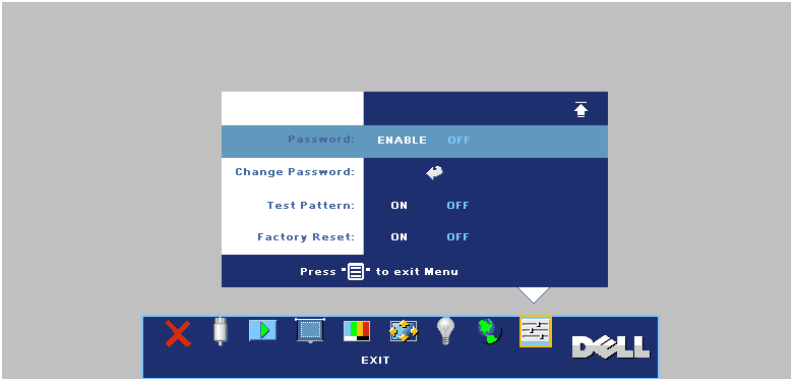 Password: ENABLE OFF
Change Password:
Test Pattern: ON OFF
Factory Reset: ON OFF
Press "" to exit Menu
EXIT
DELL